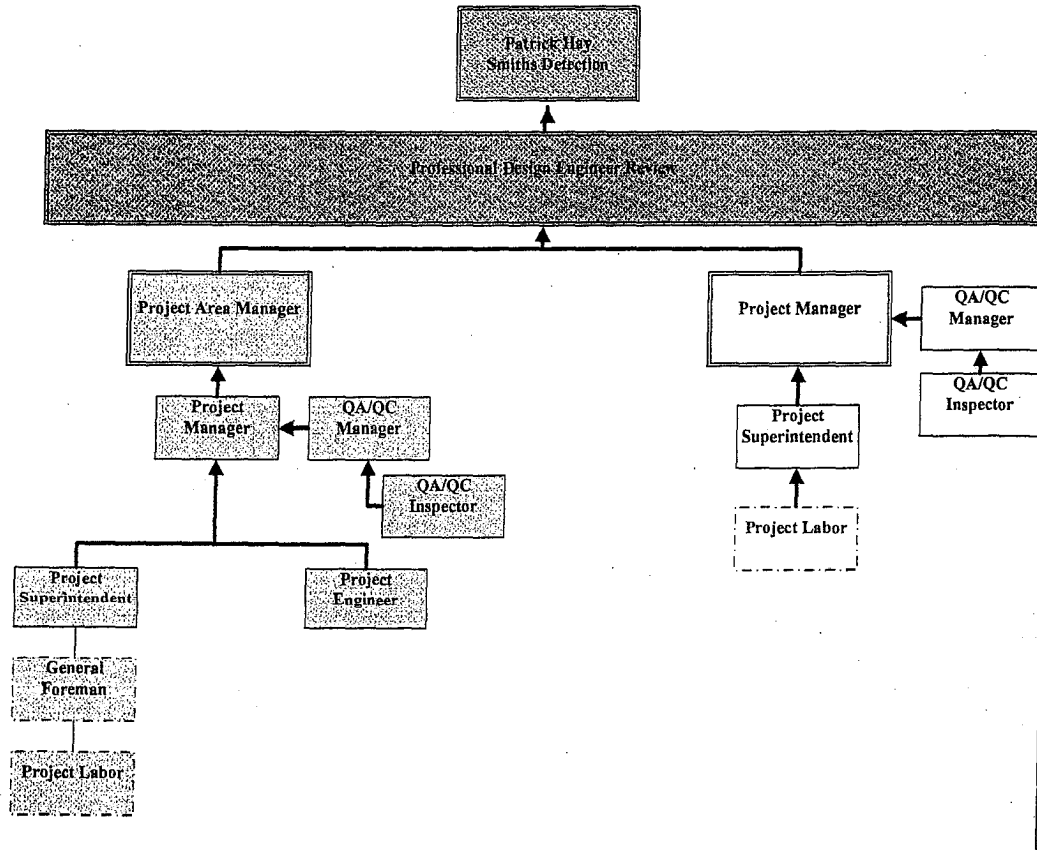 Patrick Hay
Smiths Detection
Professional Design Engineer Review
Project Area Manager
Project Manager
QA/QC
Manager
QA/QC
Inspector
Project
Manager
QA/QC
Manager
QA/QC
Inspector
Project
Superintendent
Project Labor
Project
Superintendent
Project
Engineer
General
Foreman
Project Labor